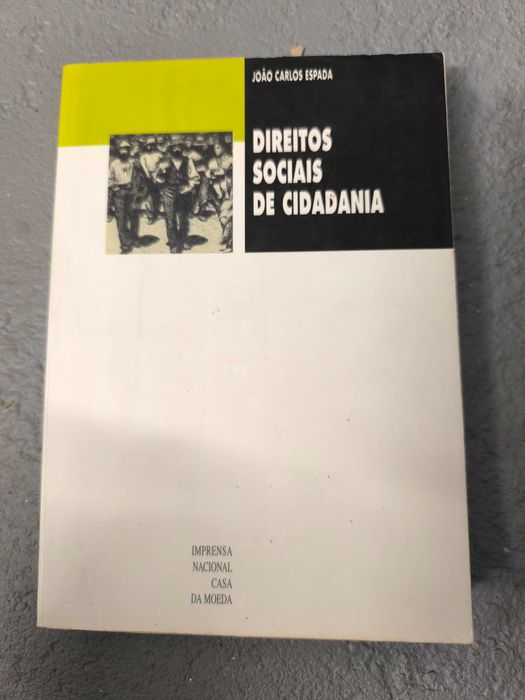 JOÃO CARLOS ESPADA
DIREITOS
SOCIAIS
DE CIDADANIA
IMPRENSA
NACIONAL
CASA
DA MOEDA